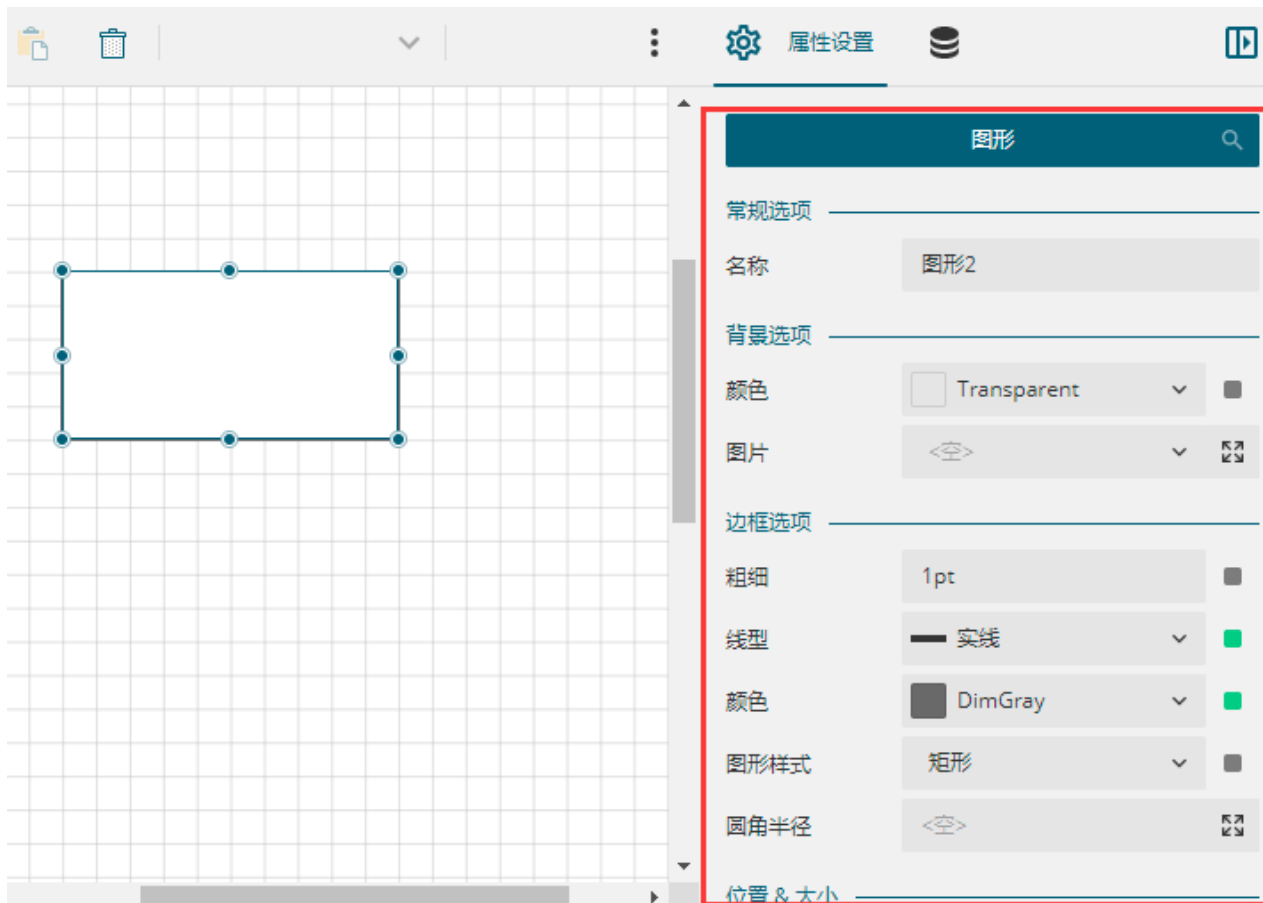 属性设置
图形
常规选项
名称 图形2
背景选项
颜色 Transparent
图片 <空>
边框选项
粗细 1pt
线型 实线
颜色 DimGray
图形样式 矩形
圆角半径 <空>
位置 & 大小